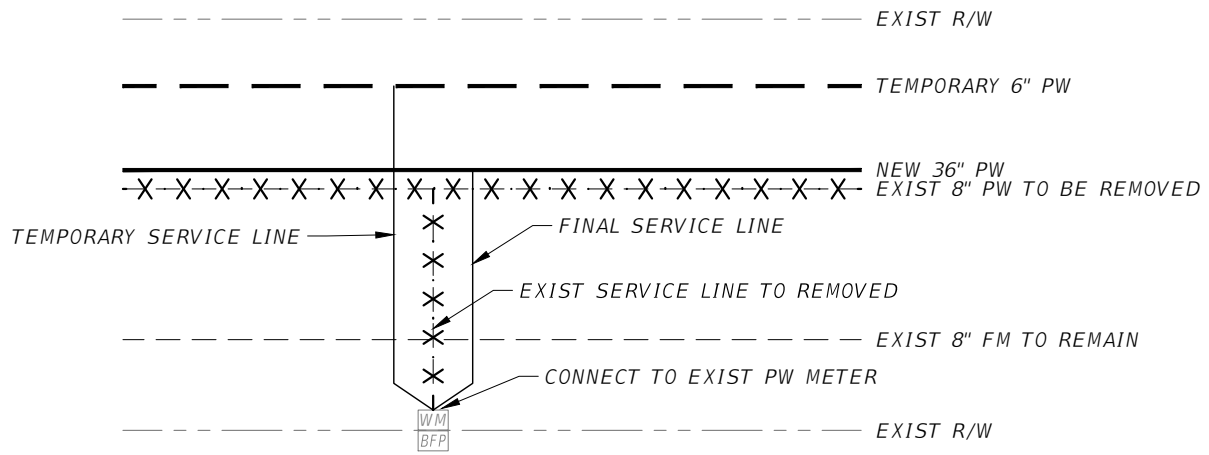 EXIST R/W
TEMPORARY 6" PW
NEW 36" PW
EXIST 8" PW TO BE REMOVED
TEMPORARY SERVICE LINE
FINAL SERVICE LINE
EXIST SERVICE LINE TO REMOVED
EXIST 8" FM TO REMAIN
CONNECT TO EXIST PW METER
WM
BFP
EXIST R/W